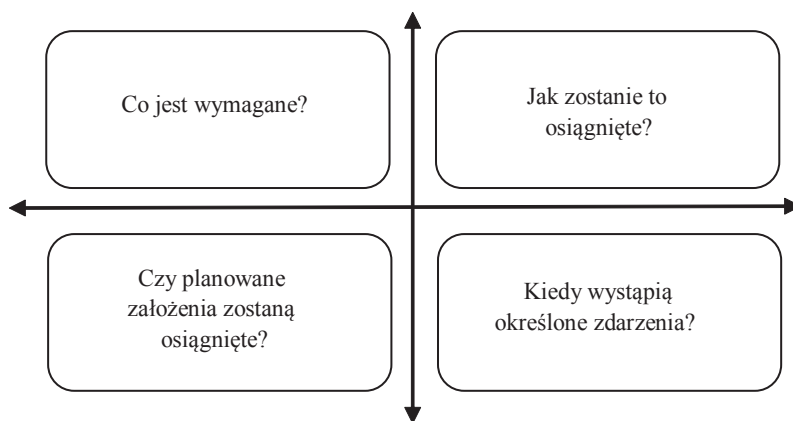 Co jest wymagane?
Jak zostanie to
osiągnięte?
Czy planowane
założenia zostaną
osiągnięte?
Kiedy wystąpią
określone zdarzenia?